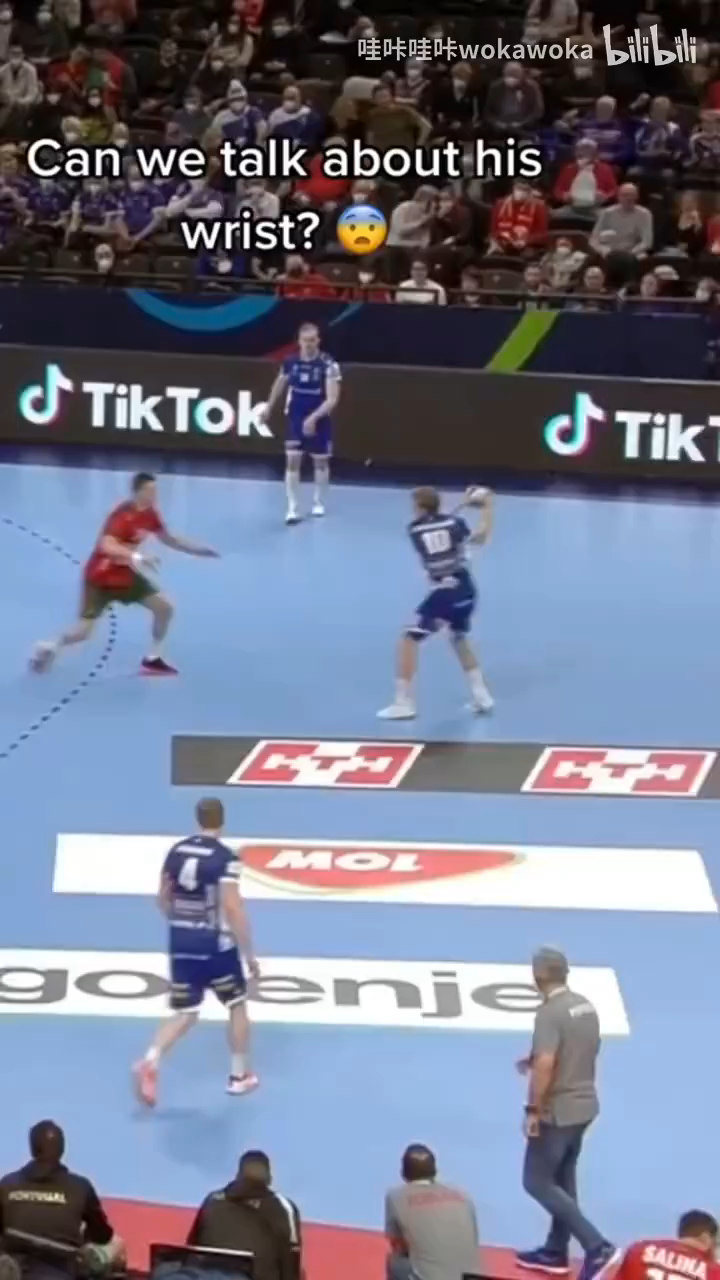 哇咔哇咔wokawoka bilibili
Can we talk about his
wrist? 😨
TikTok
TikT
10
4
MOL
gorenje
PORTUGAL
SALINA